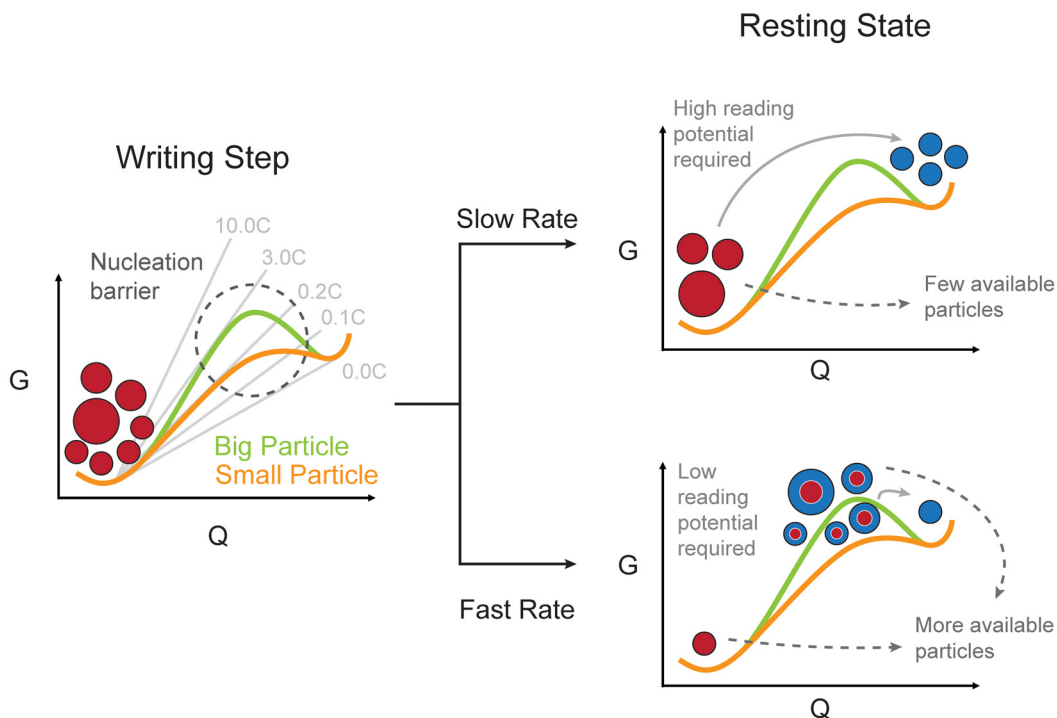 Resting State
Writing Step
High reading
potential
required
10.0C
3.0C
0.2C
0.1C
0.0C
Nucleation
barrier
G
Big Particle
Small Particle
Q
Slow Rate
Fast Rate
G
Few available
particles
Q
Low
reading
potential
required
G
More available
particles
Q